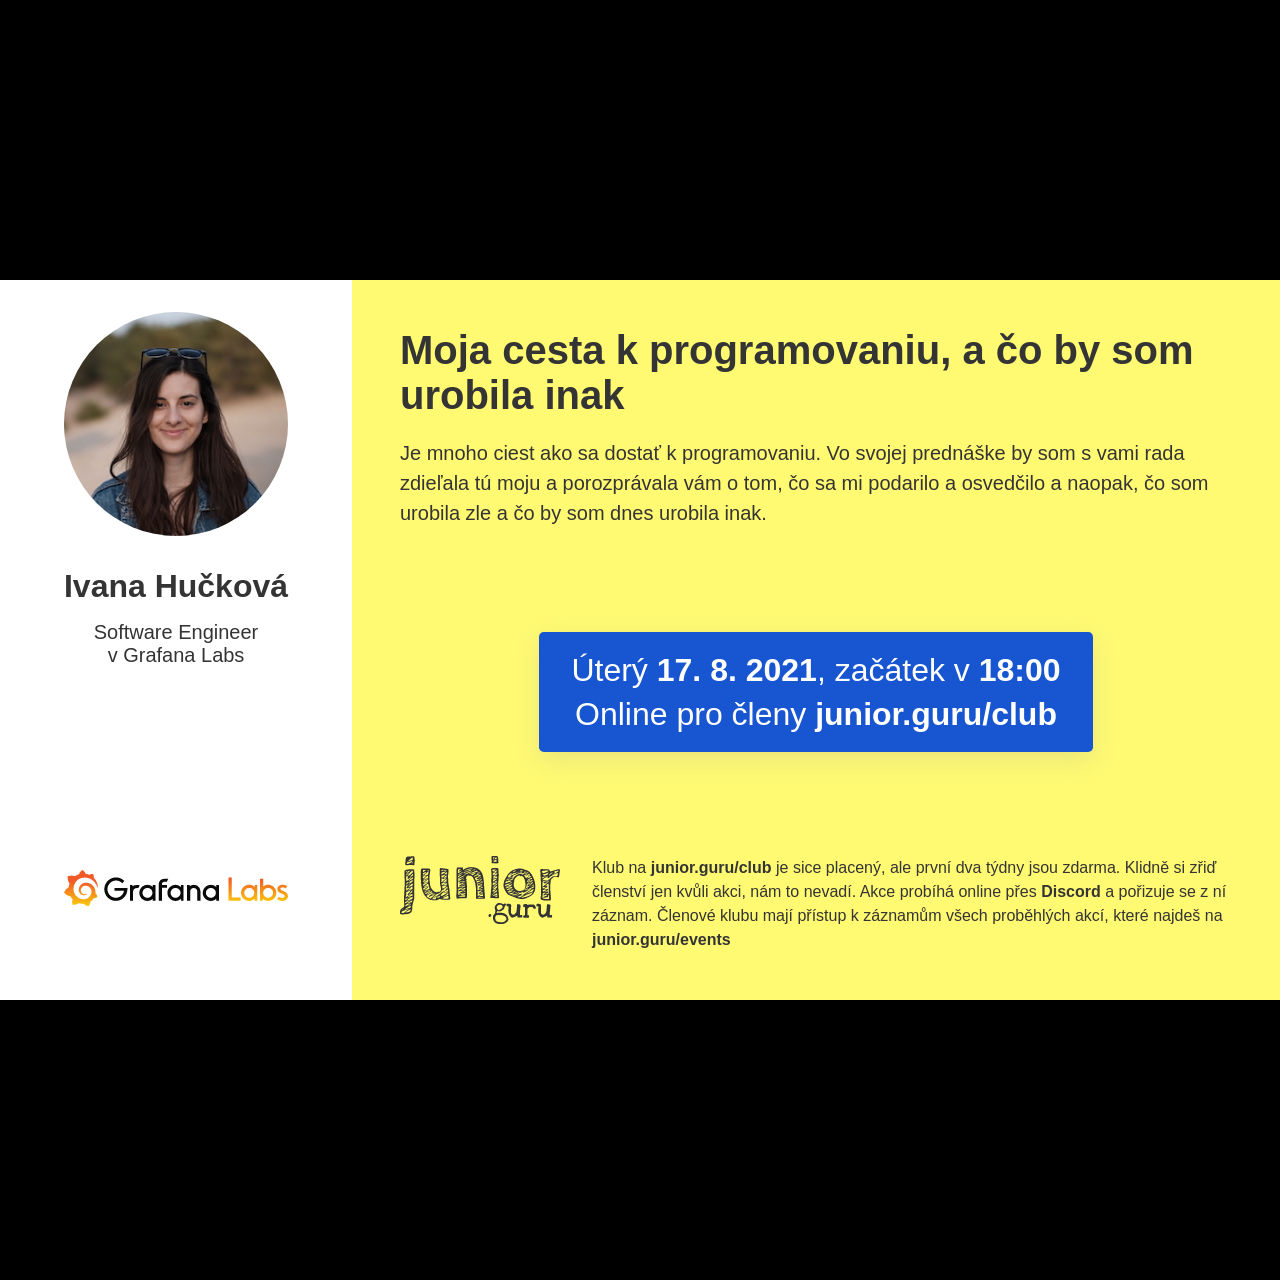 Ivana Hučková
Software Engineer
v Grafana Labs
Grafana Labs
Moja cesta k programovaniu, a čo by som
urobila inak
Je mnoho ciest ako sa dostať k programovaniu. Vo svojej prednáške by som s vami rada
zdieľala tú moju a porozprávala vám o tom, čo sa mi podarilo a osvedčilo a naopak, čo som
urobila zle a čo by som dnes urobila inak.
Úterý 17. 8. 2021, začátek v 18:00
Online pro členy junior.guru/club
junior
.guru
Klub na junior.guru/club je sice placený, ale první dva týdny jsou zdarma. Klidně si zřiď
členství jen kvůli akci, nám to nevadí. Akce probíhá online přes Discord a pořizuje se z ní
záznam. Členové klubu mají přístup k záznamům všech proběhlých akcí, které najdeš na
junior.guru/events